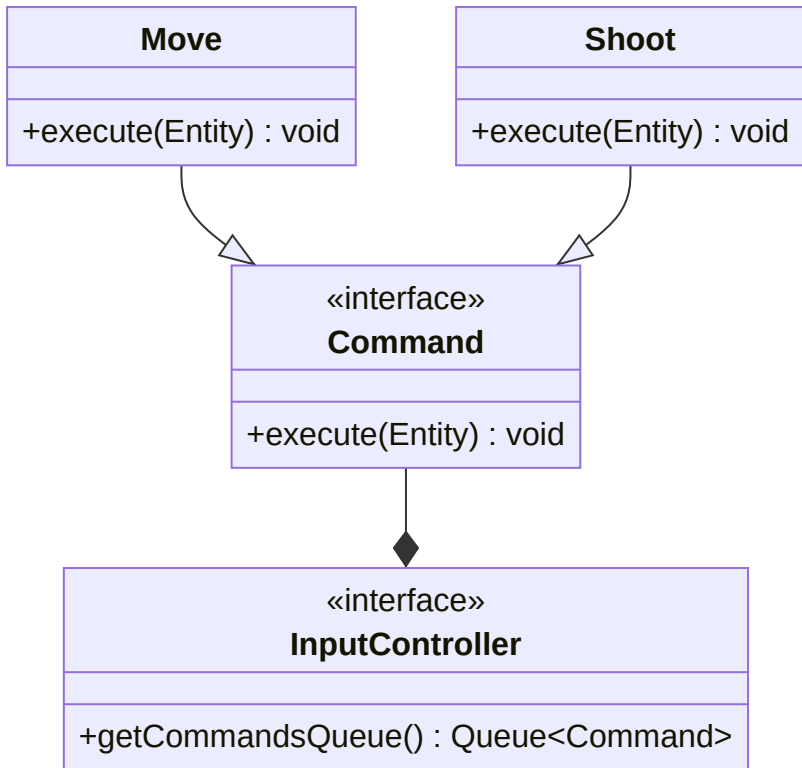 Move
+execute(Entity) : void
Shoot
+execute(Entity) : void
«interface»
Command
+execute(Entity) : void
«interface»
InputController
+getCommandsQueue() : Queue<Command>